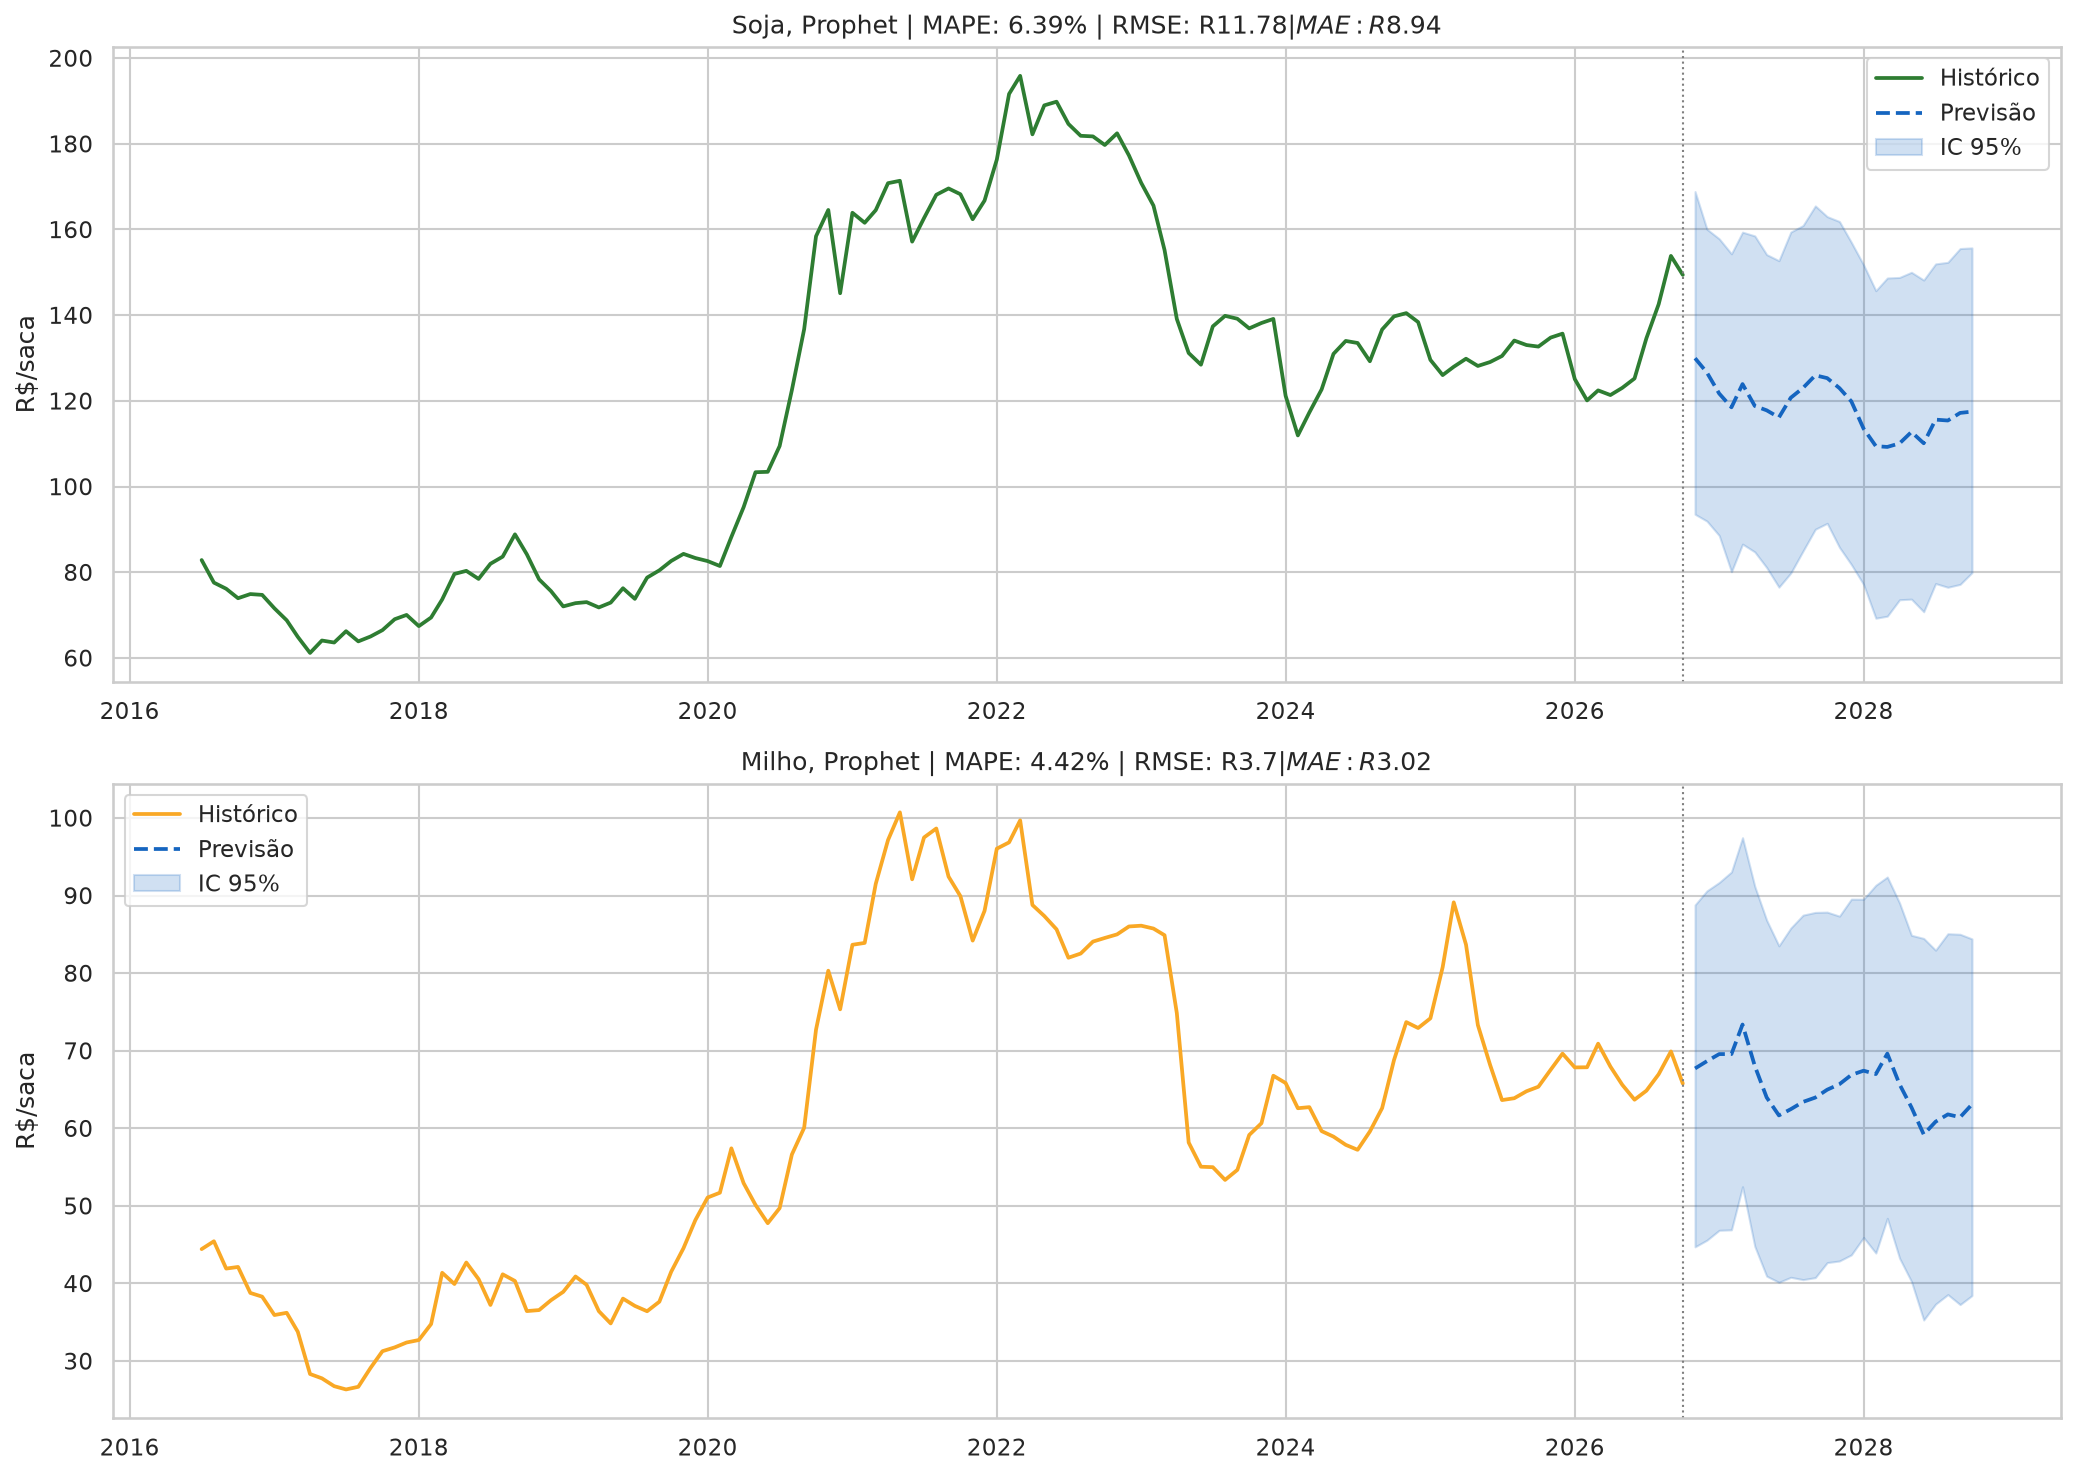 Soja, Prophet | MAPE: 6.39% | RMSE: R11.78|MAE : R8.94
200
180
160
140
120
100
80
60
R$/saca
Histórico
Previsão
IC 95%
2016 2018 2020 2022 2024 2026 2028
Milho, Prophet | MAPE: 4.42% | RMSE: R3.7|MAE : R3.02
100
90
80
70
60
50
40
30
R$/saca
Histórico
Previsão
IC 95%
2016 2018 2020 2022 2024 2026 2028